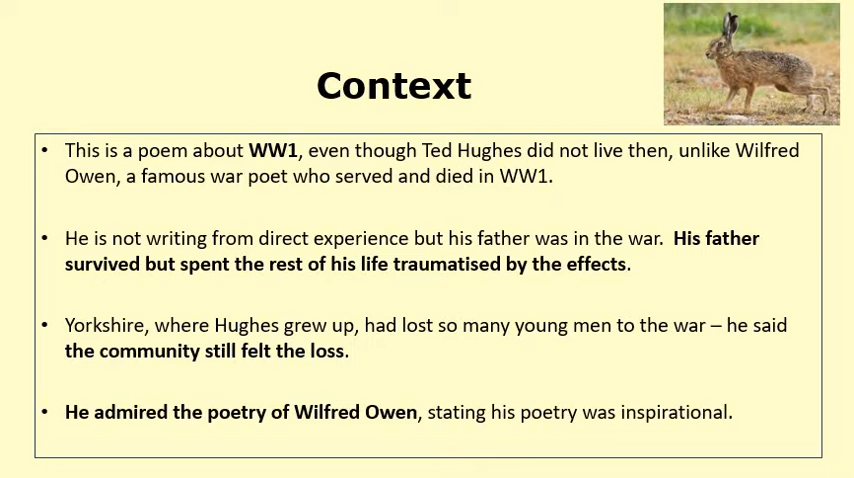 Context
• This is a poem about WW1, even though Ted Hughes did not live then, unlike Wilfred
Owen, a famous war poet who served and died in WW1.
• He is not writing from direct experience but his father was in the war.  His father
survived but spent the rest of his life traumatised by the effects.
• Yorkshire, where Hughes grew up, had lost so many young men to the war – he said
the community still felt the loss.
• He admired the poetry of Wilfred Owen, stating his poetry was inspirational.